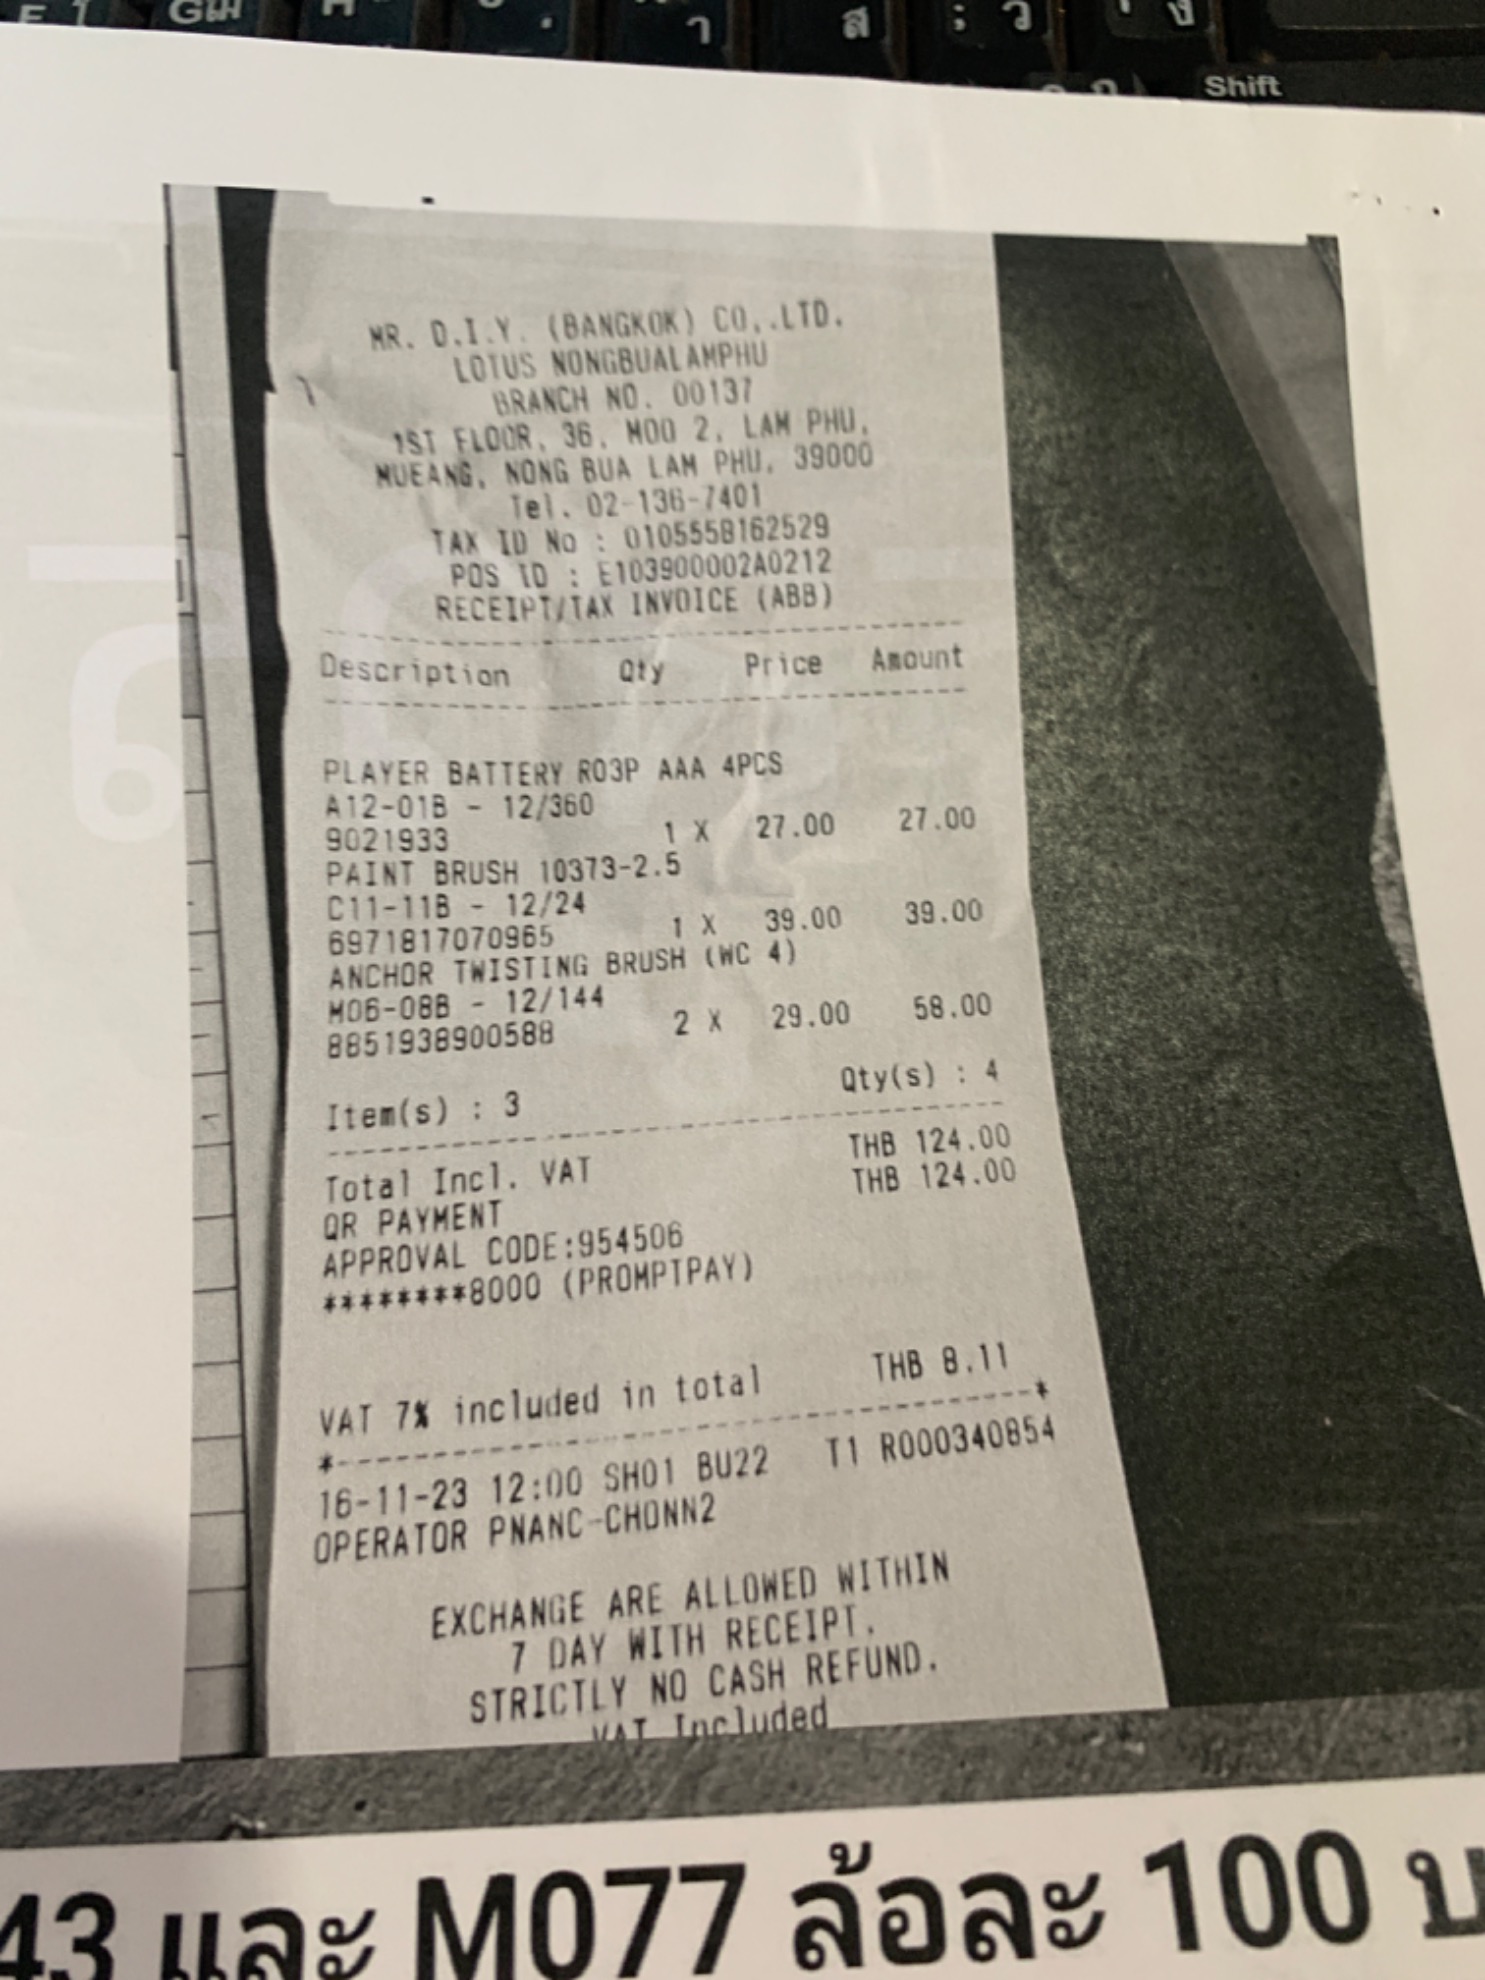 Shift
MR. D.I.Y. (BANGKOK) CO,.LTD.
LOTUS NONGBUALAMPHU
BRANCH NO. 00137
1ST FLOOR, 36, MOO 2, LAM PHU,
MUEANG, NONG BUA LAM PHU, 39000
Tel. 02-136-7401
TAX ID No : 0105558162529
POS ID : E103900002A0212
RECEIPT/TAX INVOICE (ABB)
Description Qty Price Amount
PLAYER BATTERY R03P AAA 4PCS
A12-01B - 12/360
9021933 1 X 27.00 27.00
PAINT BRUSH 10373-2.5
C11-11B - 12/24
6971817070965 1 X 39.00 39.00
ANCHOR TWISTING BRUSH (WC 4)
M06-08B - 12/144
8851938900588 2 X 29.00 58.00
Item(s) : 3 Qty(s) : 4
Total Incl. VAT THB 124.00
QR PAYMENT THB 124.00
APPROVAL CODE:954506
********8000 (PROMPTPAY)
VAT 7% included in total THB 8.11
*------------------------------------*
16-11-23 12:00 SH01 BU22 T1 R000340854
OPERATOR PNANC-CHONN2
EXCHANGE ARE ALLOWED WITHIN
7 DAY WITH RECEIPT.
STRICTLY NO CASH REFUND.
VAT Included
43 และ M077 ล้อละ 100 บ